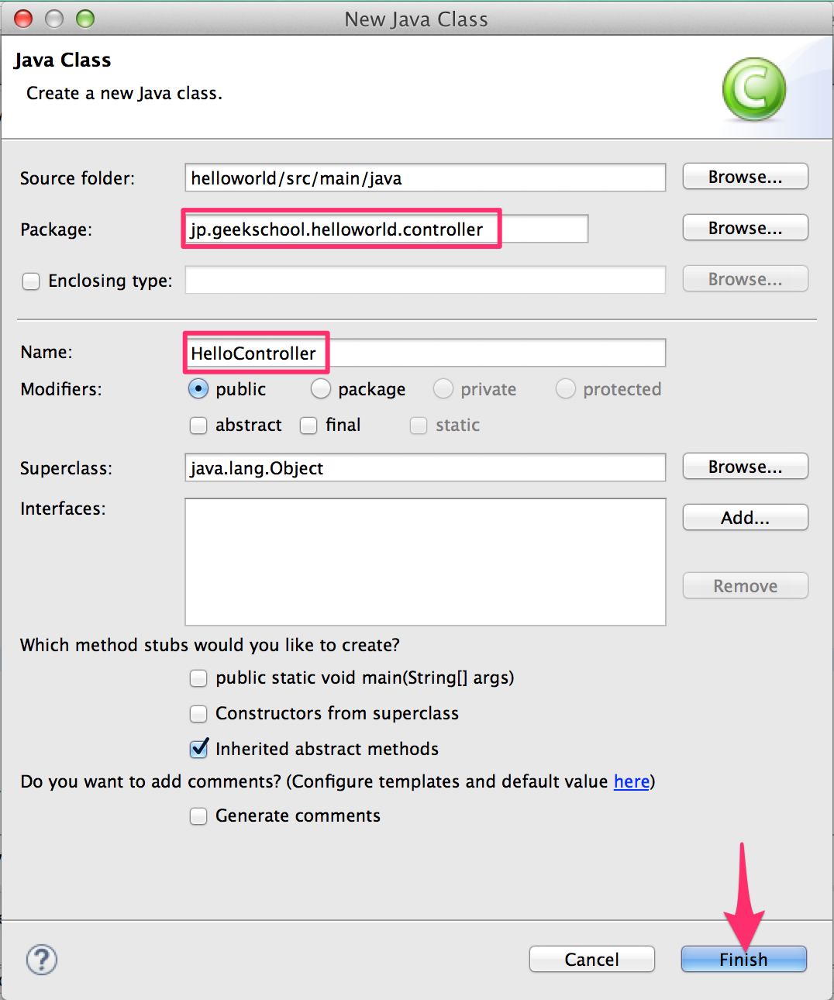 New Java Class
Java Class
Create a new Java class.
Source folder: helloworld/src/main/java Browse...
Package: jp.geekschool.helloworld.controller Browse...
Enclosing type: Browse...
Name: HelloController
Modifiers: public package private protected
abstract final static
Superclass: java.lang.Object Browse...
Interfaces: Add...
Remove
Which method stubs would you like to create?
public static void main(String[] args)
Constructors from superclass
Inherited abstract methods
Do you want to add comments? (Configure templates and default value here)
Generate comments
? Cancel Finish